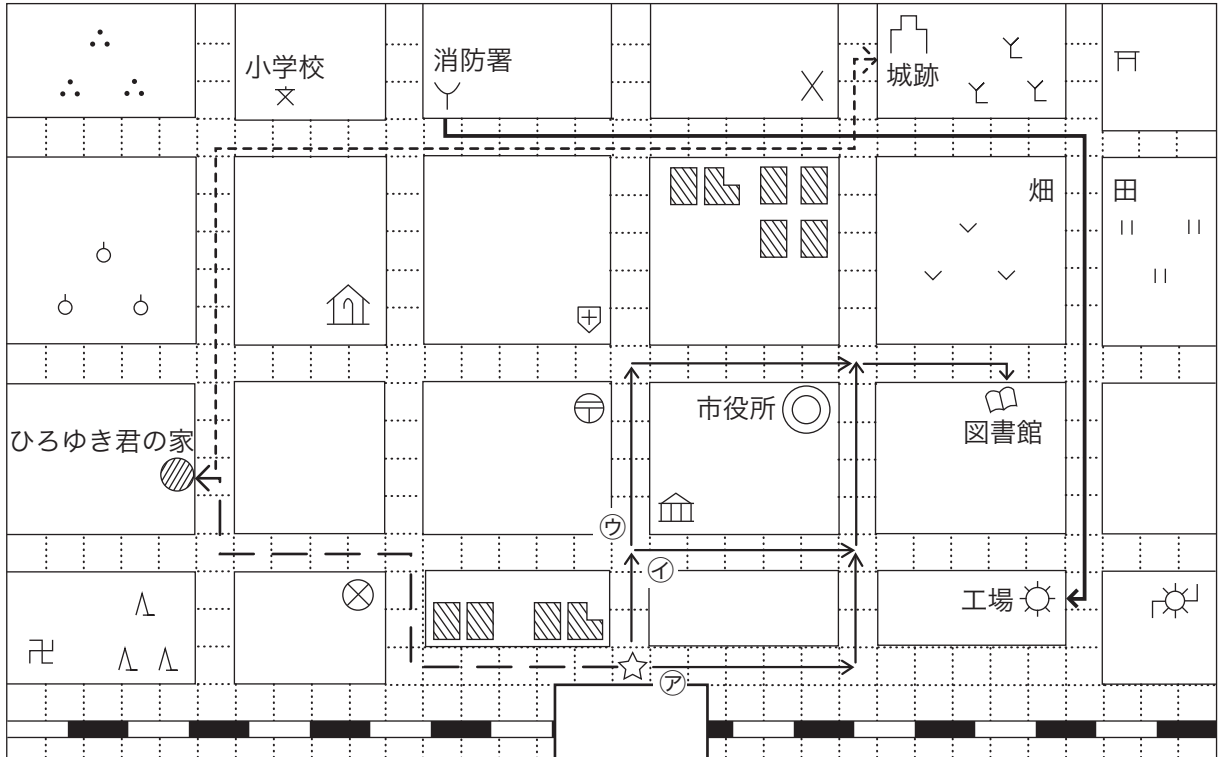 小学校
消防署
城跡
畑
田
市役所
図書館
ひろゆき君の家
ウ
イ
工場
ア